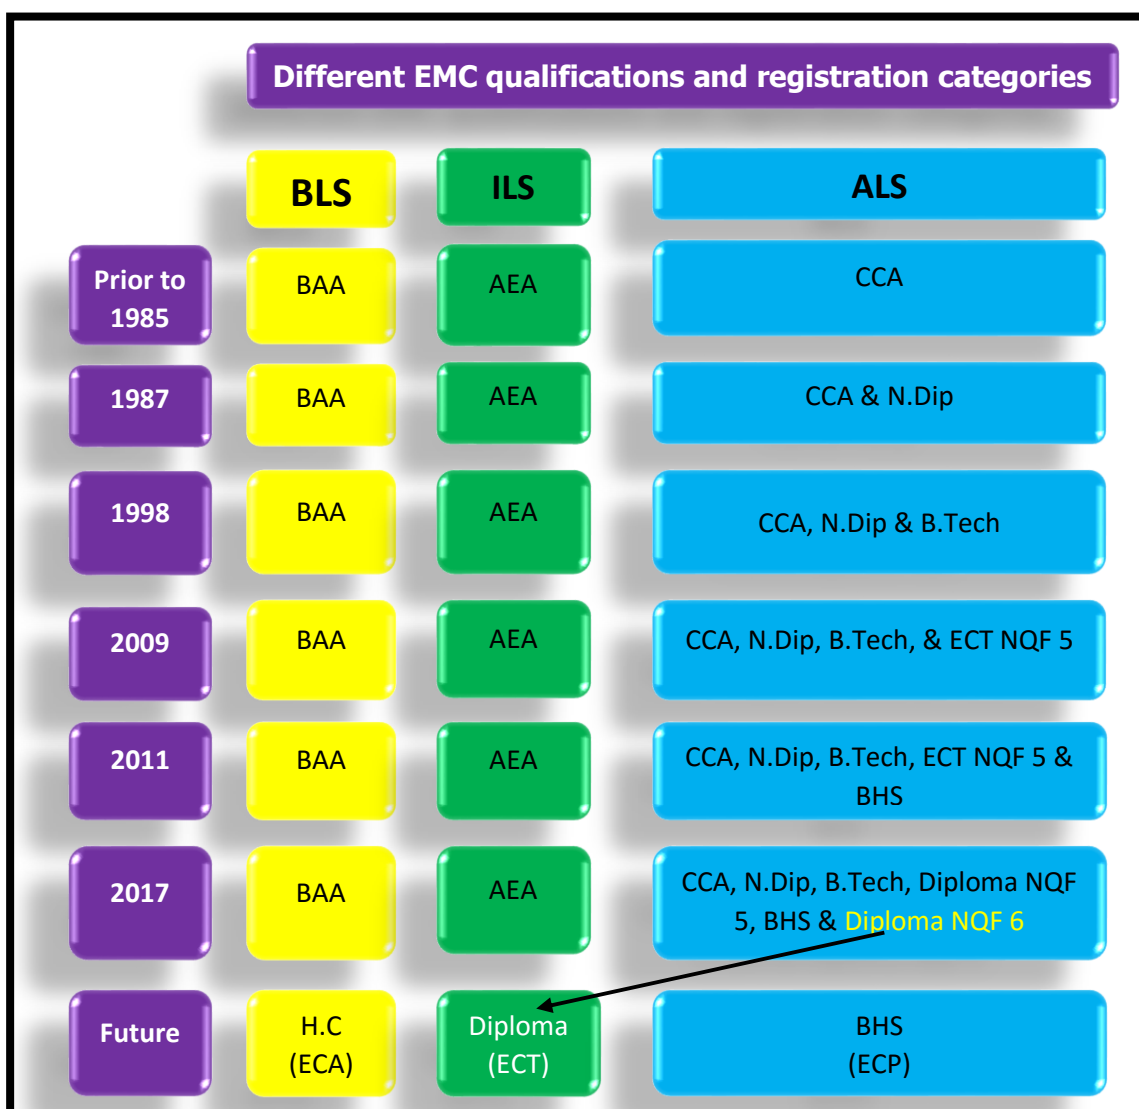 Different EMC qualifications and registration categories
BLS
ILS
ALS
Prior to
1985
BAA
AEA
CCA
1987
BAA
AEA
CCA & N.Dip
1998
BAA
AEA
CCA, N.Dip & B.Tech
2009
BAA
AEA
CCA, N.Dip, B.Tech, & ECT NQF 5
2011
BAA
AEA
CCA, N.Dip, B.Tech, ECT NQF 5 &
BHS
2017
BAA
AEA
CCA, N.Dip, B.Tech, Diploma NQF
5, BHS & Diploma NQF 6
Future
H.C
(ECA)
Diploma
(ECT)
BHS
(ECP)